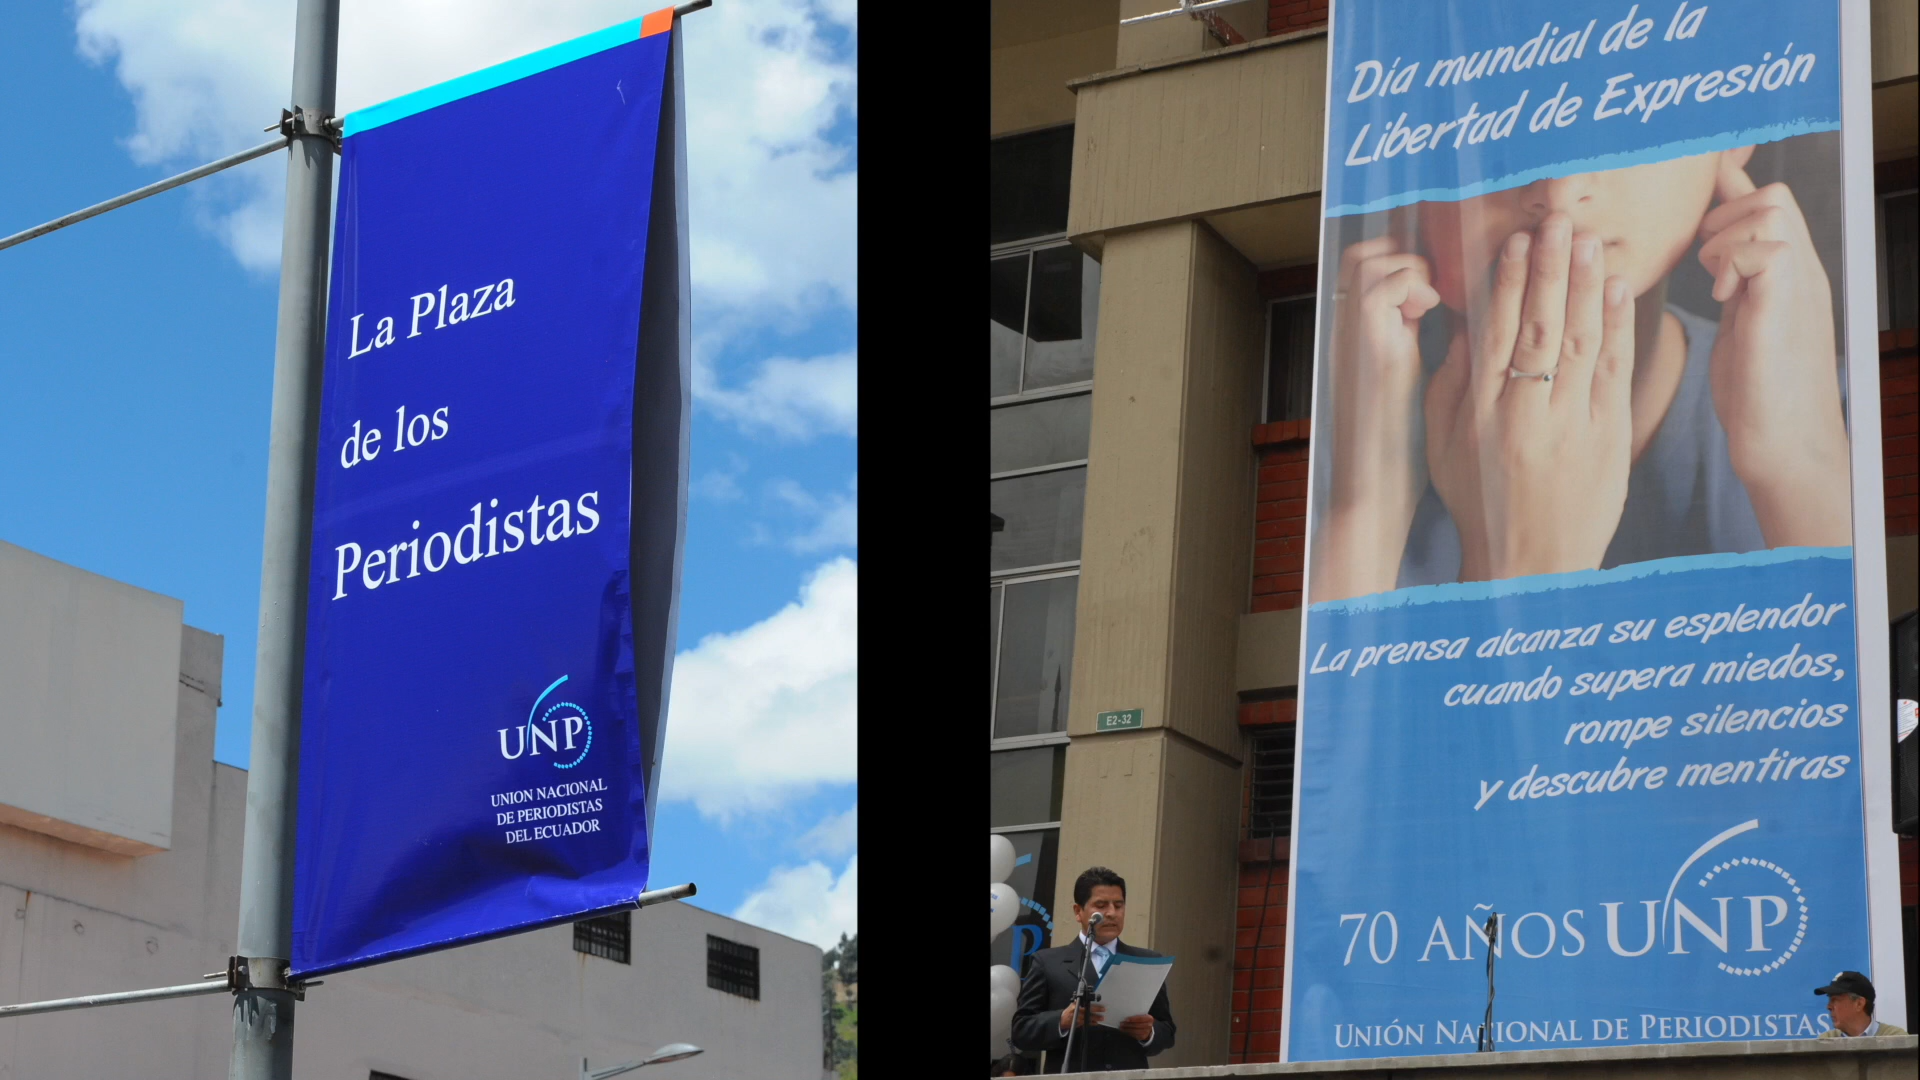 La Plaza
de los
Periodistas
UNP
UNION NACIONAL
DE PERIODISTAS
DEL ECUADOR
Día mundial de la
Libertad de Expresión
La prensa alcanza su esplendor
cuando supera miedos,
rompe silencios
y descubre mentiras
E2-32
70 AÑOS UNP
UNIÓN NACIONAL DE PERIODISTAS